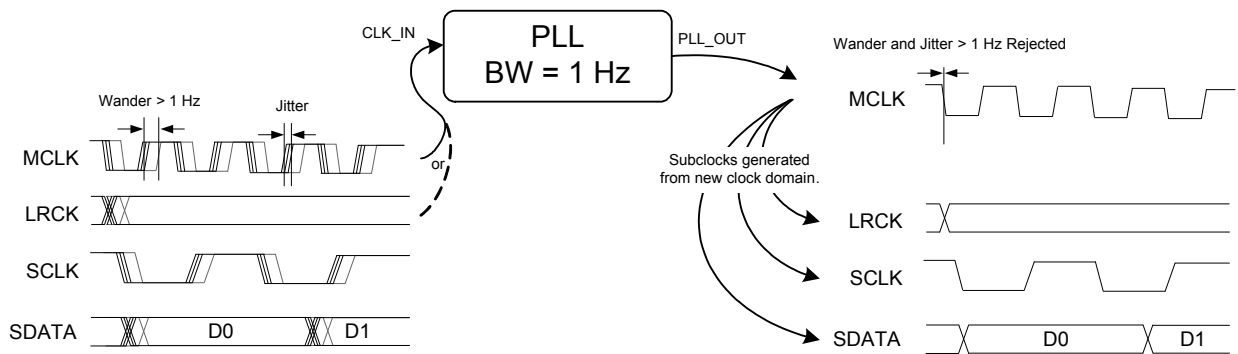 CLK_IN
PLL
BW = 1 Hz
PLL_OUT
Wander > 1 Hz
Jitter
MCLK
or
LRCK
SCLK
SDATA
D0
D1
Wander and Jitter > 1 Hz Rejected
MCLK
Subclocks generated
from new clock domain.
LRCK
SCLK
SDATA
D0
D1